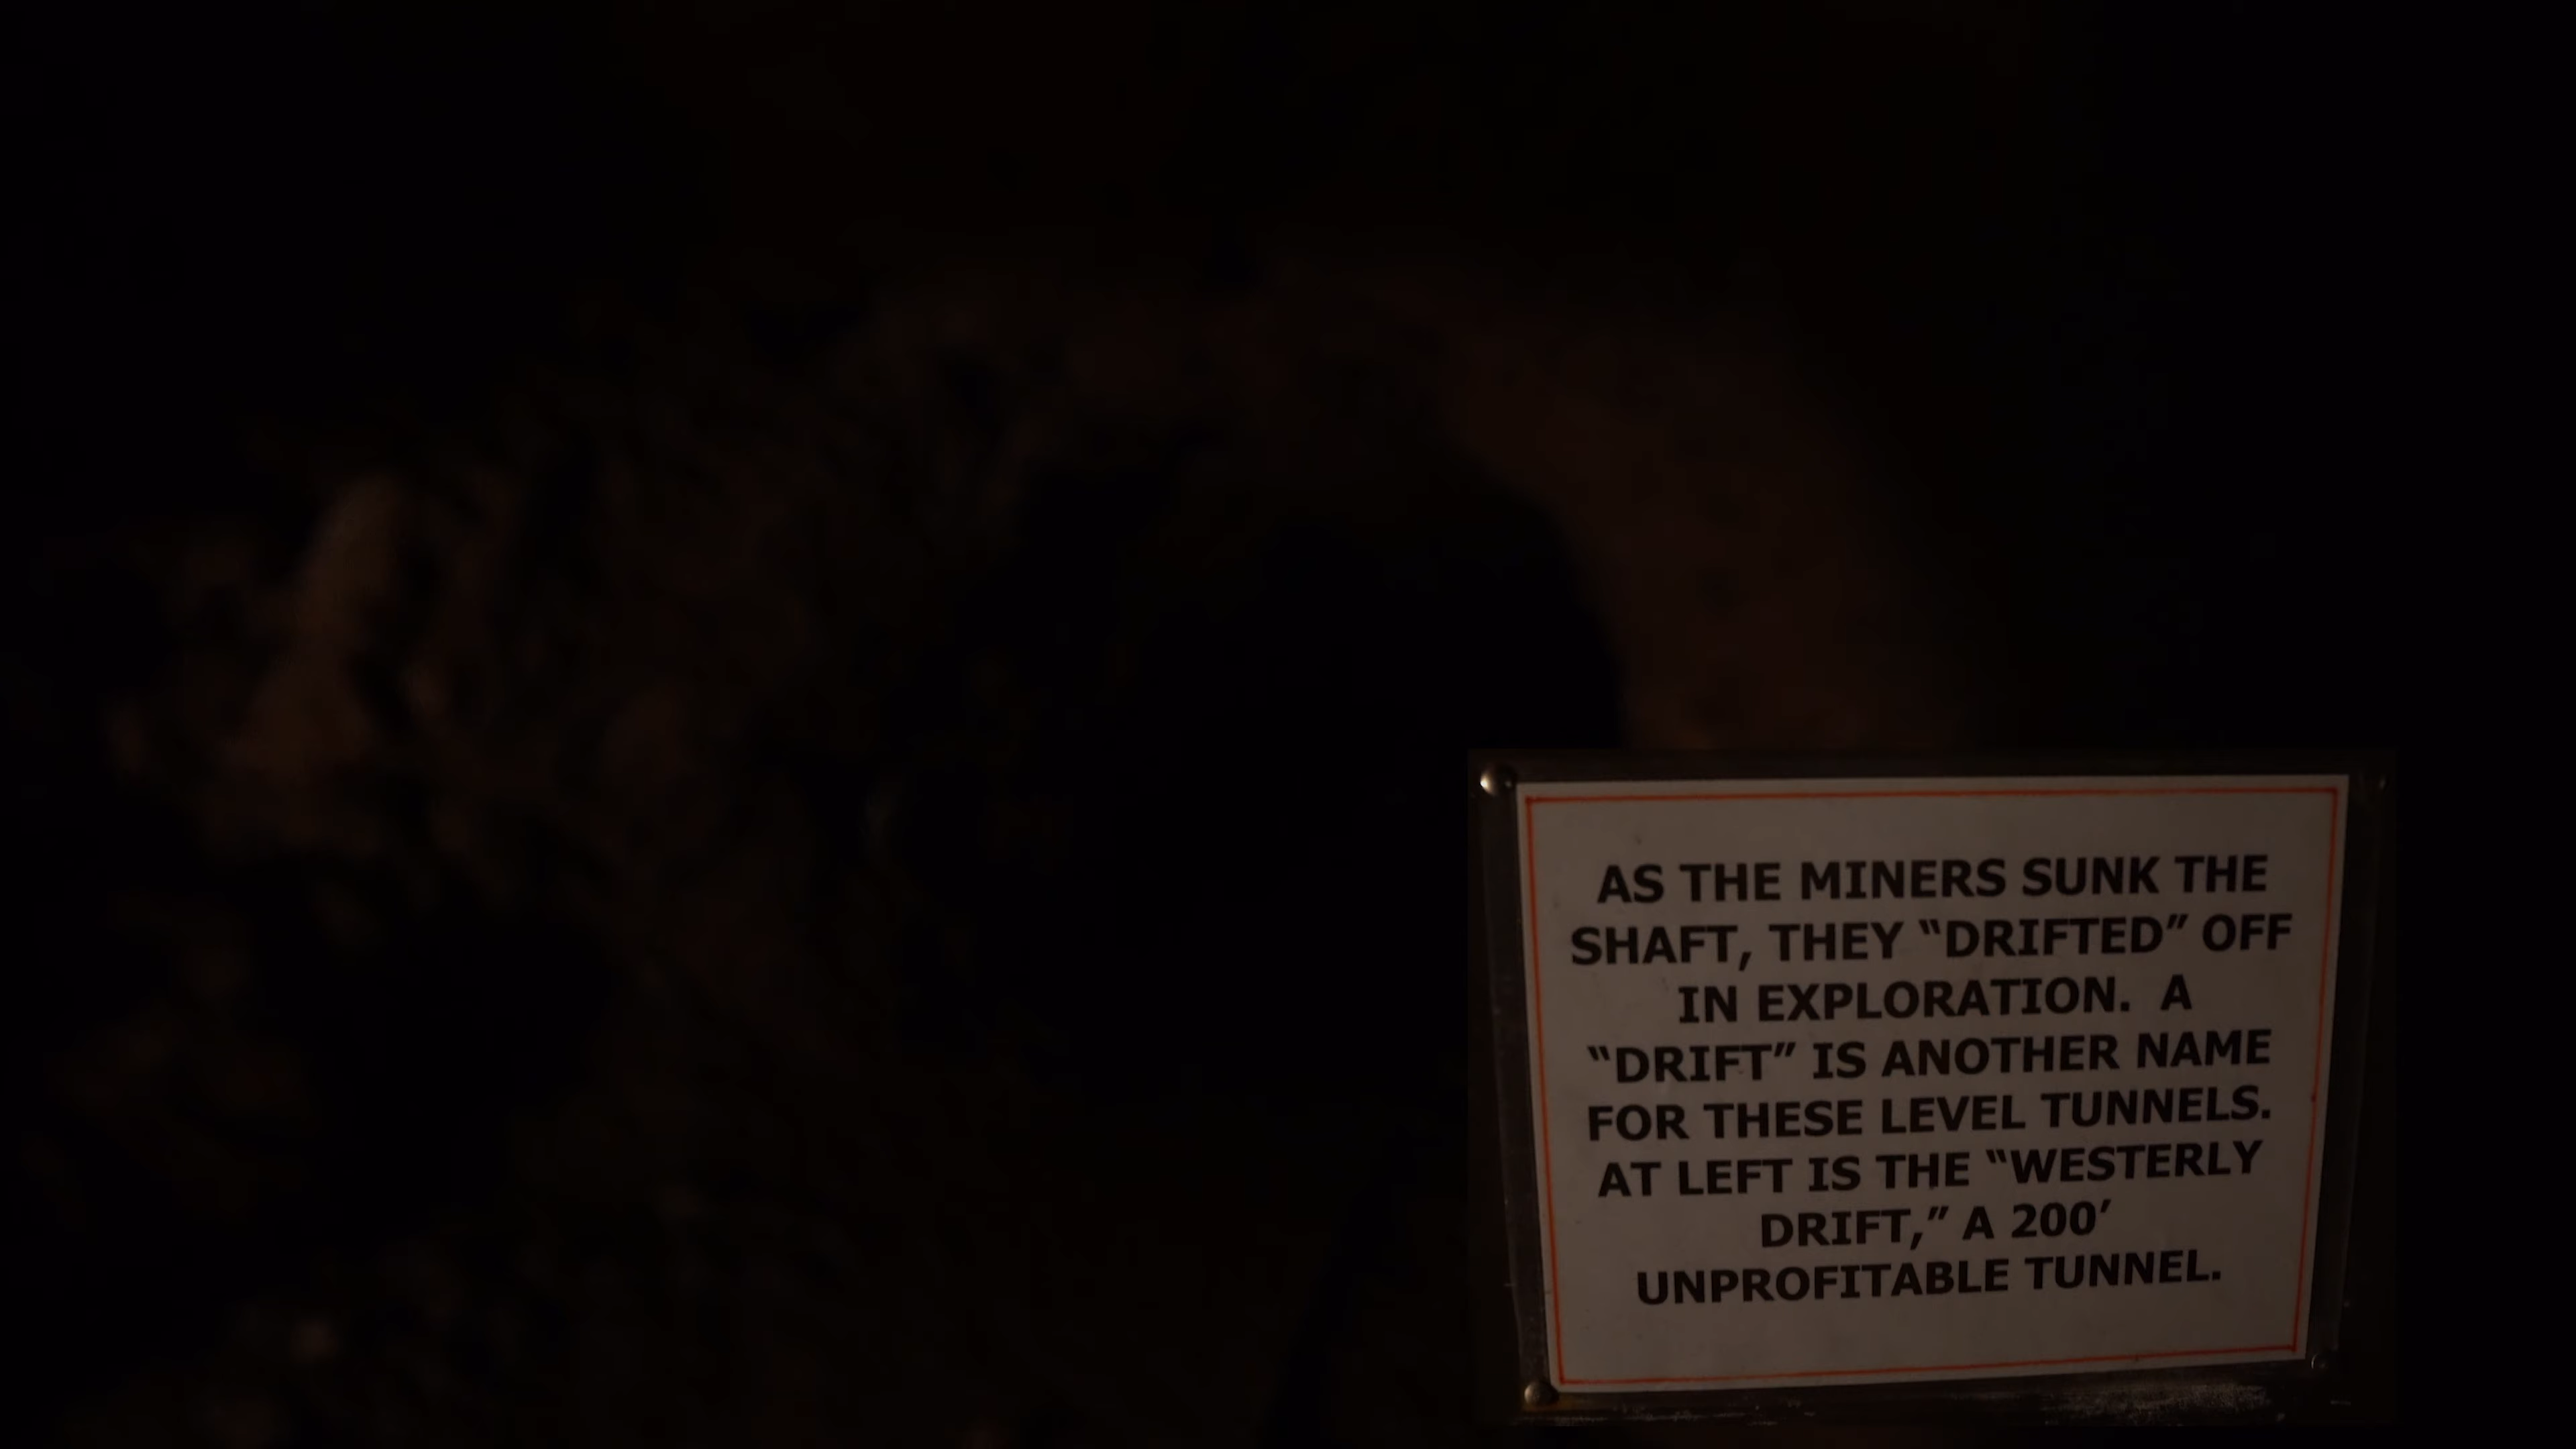 AS THE MINERS SUNK THE
SHAFT, THEY “DRIFTED” OFF
IN EXPLORATION.  A
“DRIFT” IS ANOTHER NAME
FOR THESE LEVEL TUNNELS.
AT LEFT IS THE “WESTERLY
DRIFT,” A 200’
UNPROFITABLE TUNNEL.